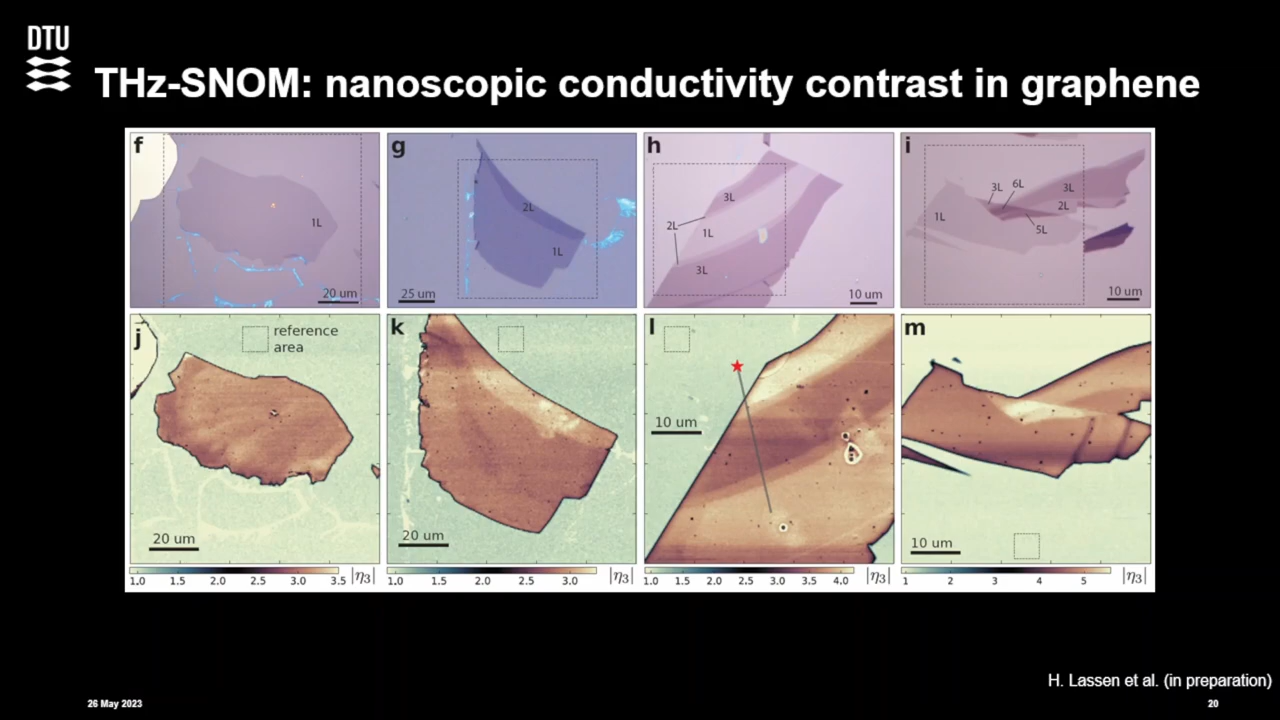 DTU
THz-SNOM: nanoscopic conductivity contrast in graphene
f
1L
20 um
g
2L
1L
25 um
h
3L
2L
1L
3L
10 um
i
3L
6L
3L
1L
2L
5L
10 um
j
reference
area
20 um
1.0 1.5 2.0 2.5 3.0 3.5 |η3|
k
20 um
1.0 1.5 2.0 2.5 3.0 |η3|
l
10 um
1.0 1.5 2.0 2.5 3.0 3.5 4.0 |η3|
m
10 um
1 2 3 4 5 |η3|
H. Lassen et al. (in preparation)
26 May 2023
20